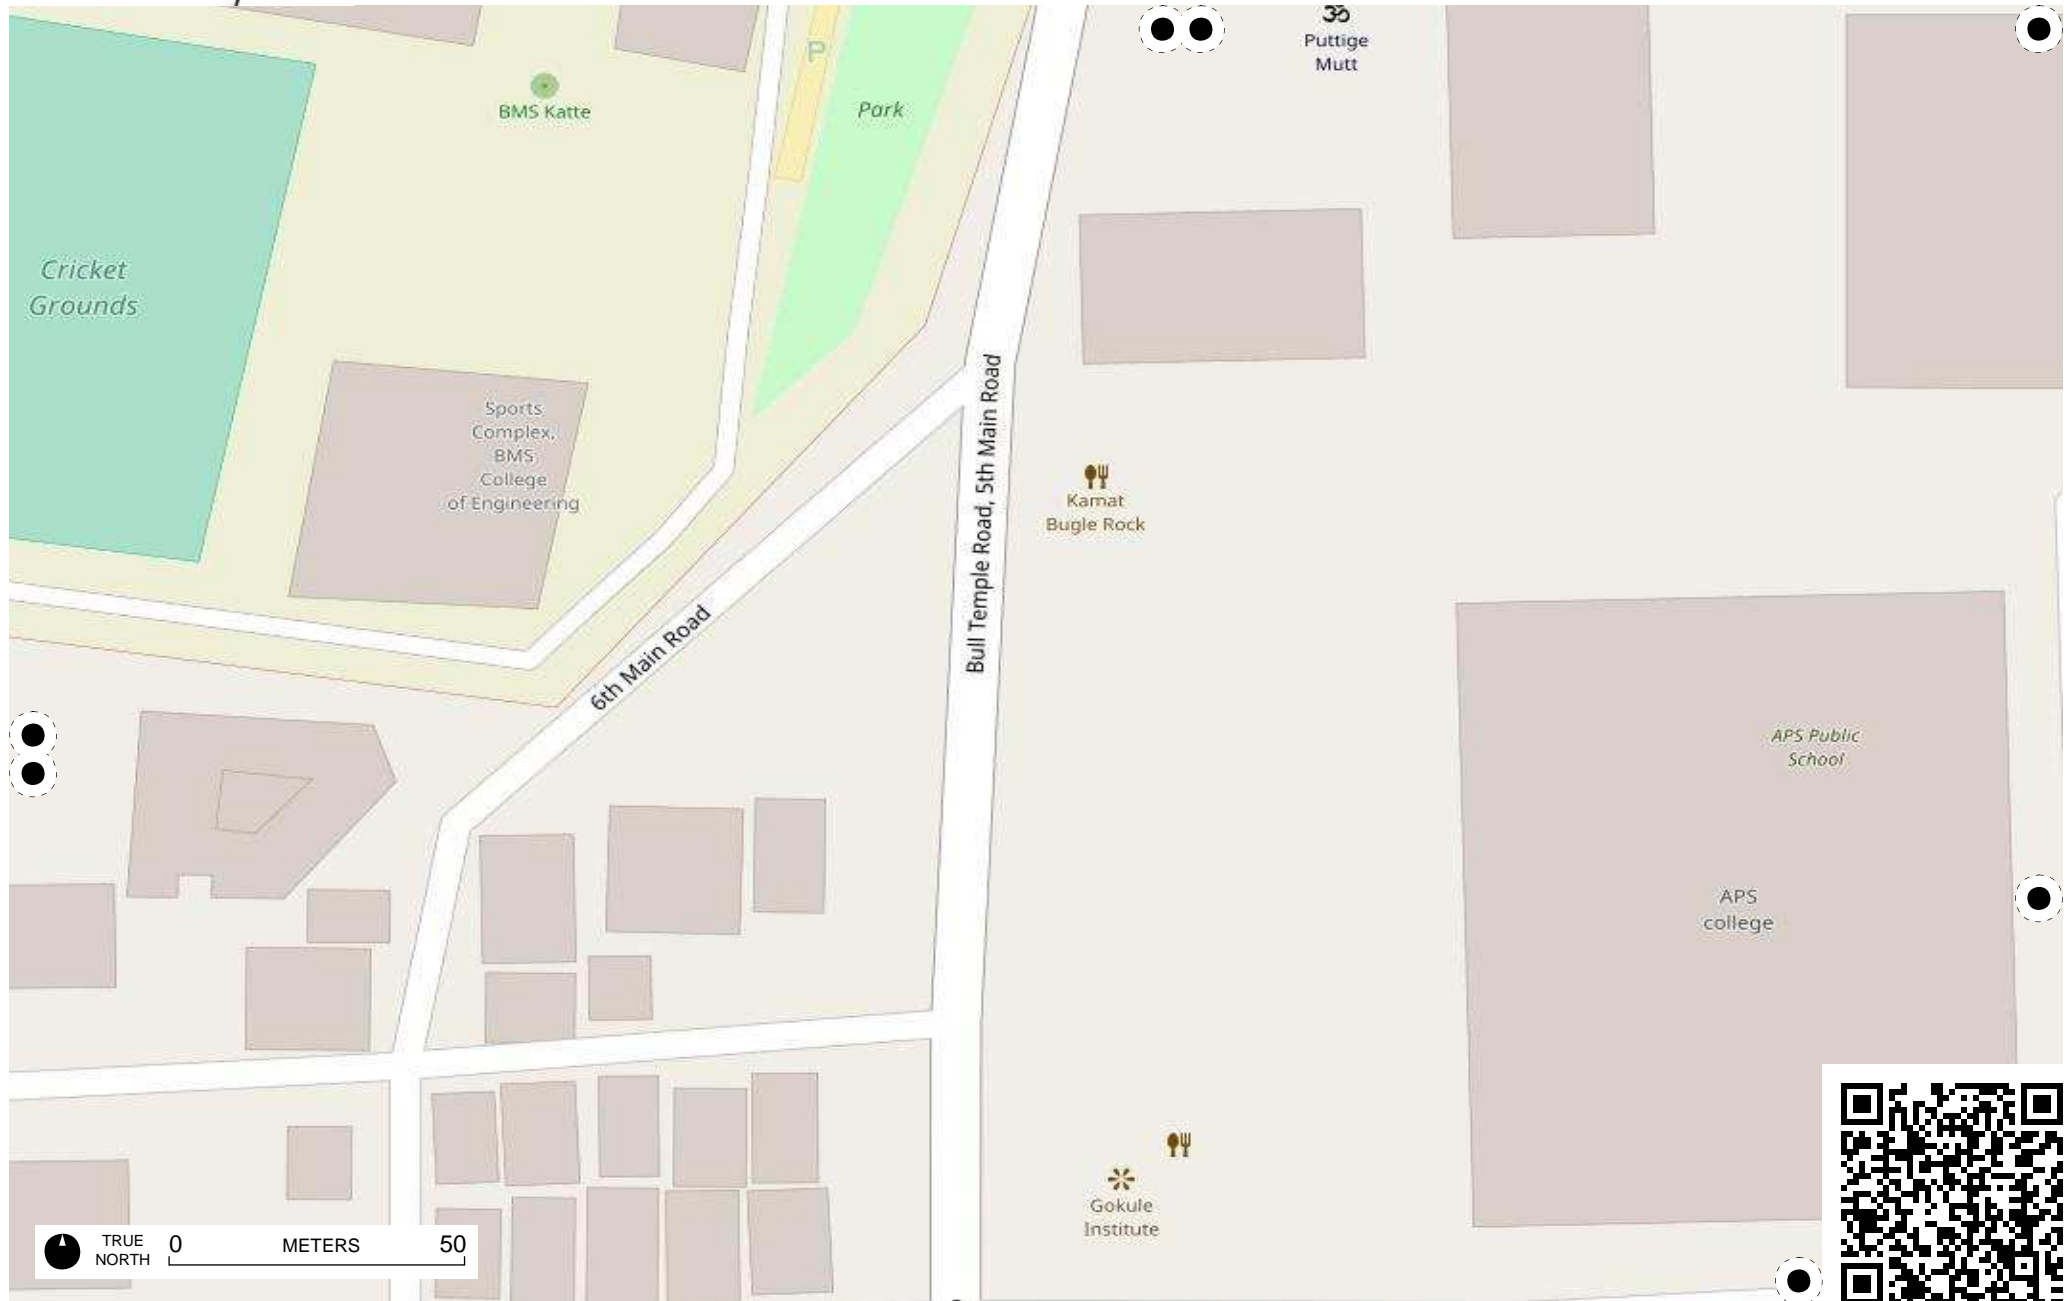 P
ॐ
Puttige
Mutt
BMS Katte
Park
Cricket
Grounds
Sports
Complex,
BMS
College
of Engineering
Bull Temple Road, 5th Main Road
Kamat
Bugle Rock
6th Main Road
APS Public
School
APS
college
Gokule
Institute
TRUE
NORTH
0 METERS 50